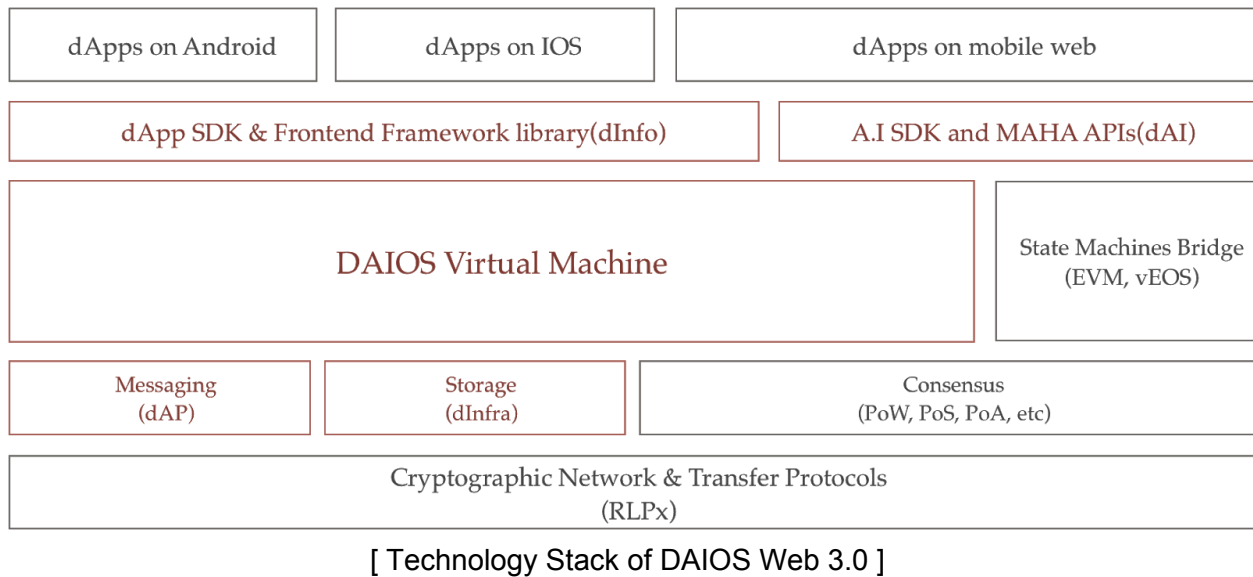 dApps on Android
dApps on IOS
dApps on mobile web
dApp SDK & Frontend Framework library(dInfo)
A.I SDK and MAHA APIs(dAI)
DAIOS Virtual Machine
State Machines Bridge
(EVM, vEOS)
Messaging
(dAP)
Storage
(dInfra)
Consensus
(PoW, PoS, PoA, etc)
Cryptographic Network & Transfer Protocols
(RLPx)
[ Technology Stack of DAIOS Web 3.0 ]